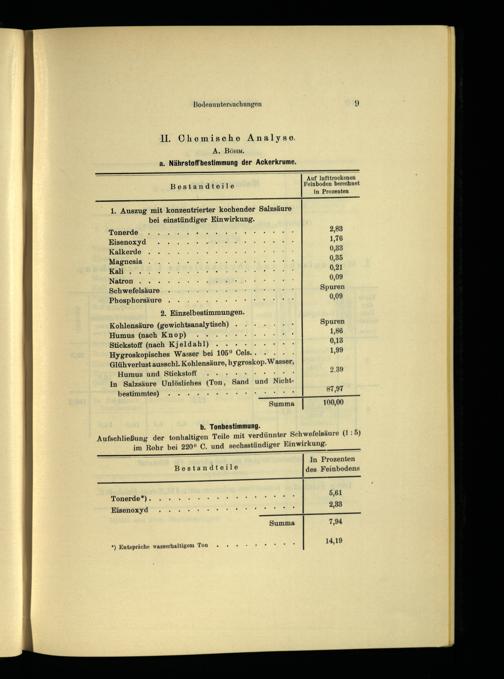 Bodenuntersuchungen 9
II. Chemische Analyse.
A. Böhm.
a. Nährstoffbestimmung der Ackerkrume.
Bestandteile
Auf lufttrockenen
Feinboden berechnet
in Prozenten
1. Auszug mit konzentrierter kochender Salzsäure
bei einstündiger Einwirkung.
Tonerde . . . . . . . . . . . . . . . 2,83
Eisenoxyd . . . . . . . . . . . . . . 1,76
Kalkerde . . . . . . . . . . . . . . . 0,33
Magnesia . . . . . . . . . . . . . . . 0,35
Kali . . . . . . . . . . . . . . . . . 0,21
Natron . . . . . . . . . . . . . . . . 0,09
Schwefelsäure . . . . . . . . . . . . Spuren
Phosphorsäure . . . . . . . . . . . . 0,09
2. Einzelbestimmungen.
Kohlensäure (gewichtsanalytisch) . . . . . . Spuren
Humus (nach Knop) . . . . . . . . . . 1,86
Stickstoff (nach Kjeldahl) . . . . . . . . 0,13
Hygroskopisches Wasser bei 105° Cels. . . . . 1,99
Glühverlust ausschl. Kohlensäure, hygroskop. Wasser,
Humus und Stickstoff . . . . . . . . . 2.39
In Salzsäure Unlösliches (Ton, Sand und Nicht-
bestimmtes) . . . . . . . . . . . . 87,97
Summa 100,00
b. Tonbestimmung.
Aufschließung der tonhaltigen Teile mit verdünnter Schwefelsäure (1:5)
im Rohr bei 220° C. und sechsstündiger Einwirkung.
Bestandteile
In Prozenten
des Feinbodens
Tonerde*) . . . . . . . . . . . . . . 5,61
Eisenoxyd . . . . . . . . . . . . . . 2,33
Summa 7,94
*) Entspräche wasserhaltigem Ton . . . . . . . . 14,19